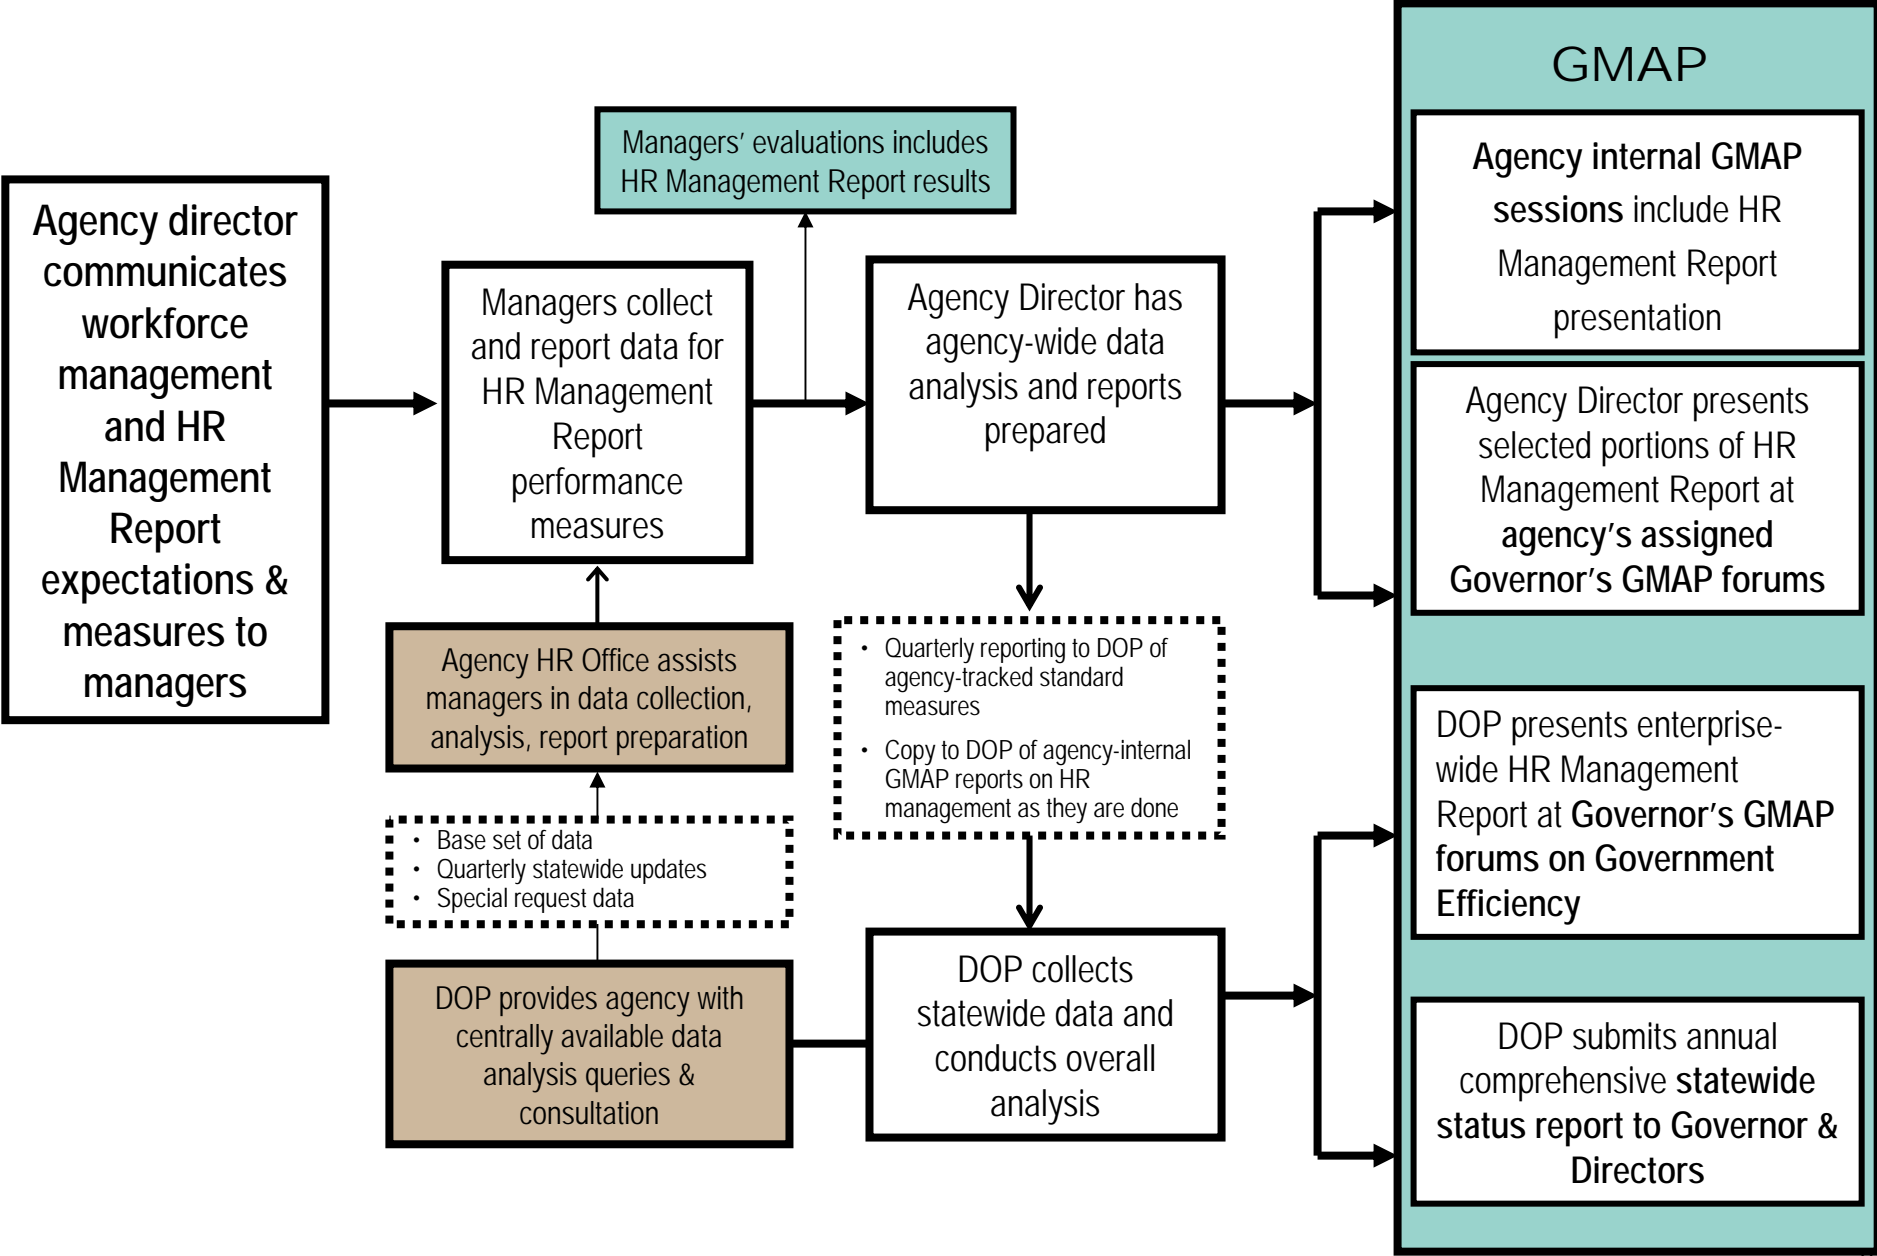 Agency director
communicates
workforce
management
and HR
Management
Report
expectations &
measures to
managers
Managers' evaluations includes
HR Management Report results
Managers collect
and report data for
HR Management
Report
performance
measures
Agency HR Office assists
managers in data collection,
analysis, report preparation
• Base set of data
• Quarterly statewide updates
• Special request data
DOP provides agency with
centrally available data
analysis queries &
consultation
Agency Director has
agency-wide data
analysis and reports
prepared
• Quarterly reporting to DOP of
agency-tracked standard
measures
• Copy to DOP of agency-internal
GMAP reports on HR
management as they are done
DOP collects
statewide data and
conducts overall
analysis
GMAP
Agency internal GMAP
sessions include HR
Management Report
presentation
Agency Director presents
selected portions of HR
Management Report at
agency's assigned
Governor's GMAP forums
DOP presents enterprise-
wide HR Management
Report at Governor's GMAP
forums on Government
Efficiency
DOP submits annual
comprehensive statewide
status report to Governor &
Directors